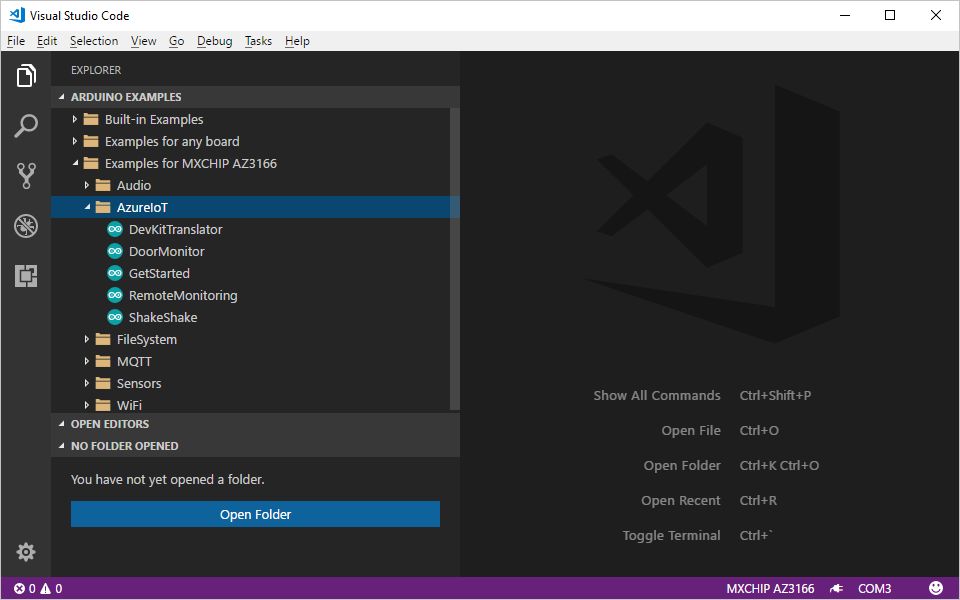 Visual Studio Code
File Edit Selection View Go Debug Tasks Help
EXPLORER
ARDUINO EXAMPLES
Built-in Examples
Examples for any board
Examples for MXCHIP AZ3166
Audio
AzureIoT
DevKitTranslator
DoorMonitor
GetStarted
RemoteMonitoring
ShakeShake
FileSystem
MQTT
Sensors
WiFi
OPEN EDITORS
NO FOLDER OPENED
You have not yet opened a folder.
Open Folder
Show All Commands Ctrl+Shift+P
Open File Ctrl+O
Open Folder Ctrl+K Ctrl+O
Open Recent Ctrl+R
Toggle Terminal Ctrl+`
0 0 MXCHIP AZ3166 COM3